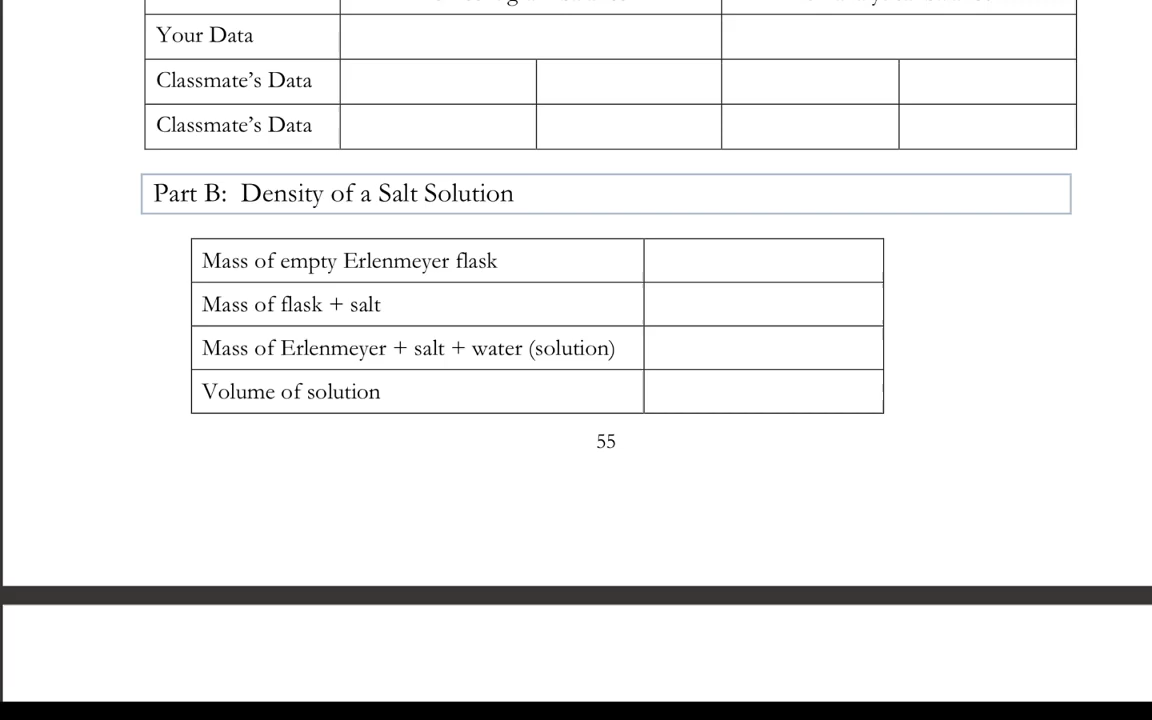 Your Data
Classmate’s Data
Classmate’s Data
Part B: Density of a Salt Solution
Mass of empty Erlenmeyer flask
Mass of flask + salt
Mass of Erlenmeyer + salt + water (solution)
Volume of solution
55